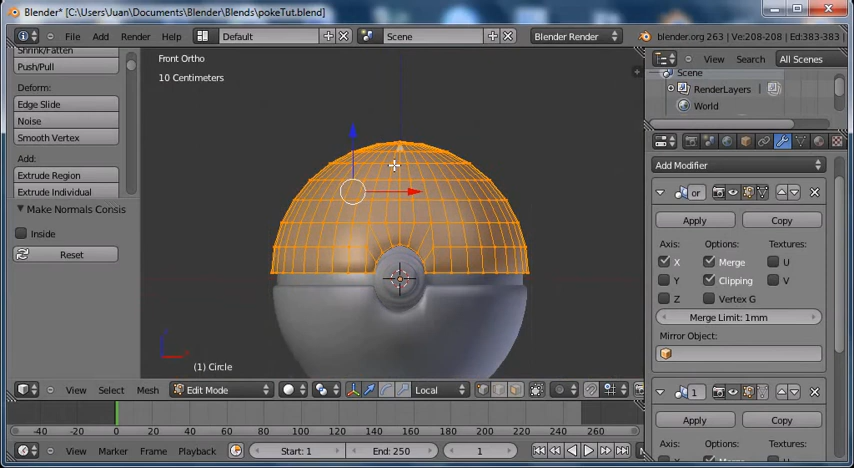 Blender* [C:\Users\Juan\Documents\Blender\Blends\pokeTut.blend]
File Add Render Help Default Scene Blender Render blender.org 263 | Ve:208-208 | Ed:383-383
Shrink/Fatten
Push/Pull
Deform:
Edge Slide
Noise
Smooth Vertex
Add:
Extrude Region
Extrude Individual
Make Normals Consis
Inside
Reset
Front Ortho
10 Centimeters
(1) Circle
View Select Mesh Edit Mode Local
-40 -20 0 20 40 60 80 100 120 140 160 180 200 220 240 260
View Marker Frame Playback Start: 1 End: 250 1
View Search All Scenes
Scene
RenderLayers
World
Add Modifier
or
Apply Copy
Axis: Options: Textures:
X Merge U
Y Clipping V
Z Vertex G
Merge Limit: 1mm
Mirror Object:
1
Apply Copy